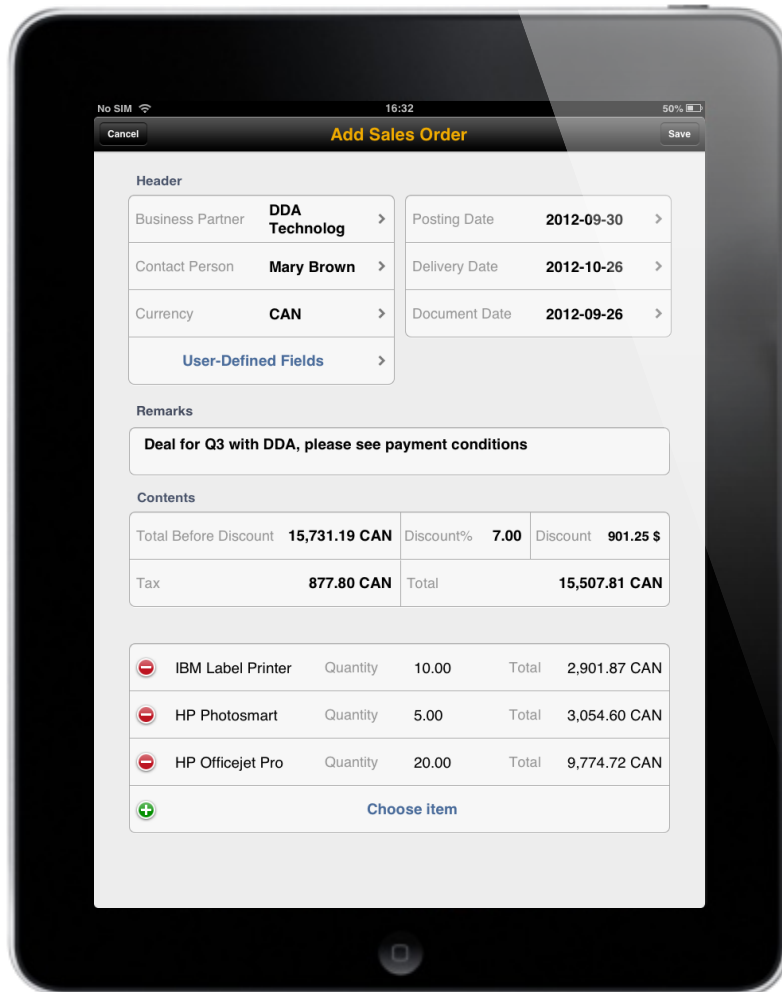 No SIM 16:32 50%
Cancel Add Sales Order Save
Header
Business Partner DDA Technolog
Contact Person Mary Brown
Currency CAN
User-Defined Fields
Posting Date 2012-09-30
Delivery Date 2012-10-26
Document Date 2012-09-26
Remarks
Deal for Q3 with DDA, please see payment conditions
Contents
Total Before Discount 15,731.19 CAN Discount% 7.00 Discount 901.25 $
Tax 877.80 CAN Total 15,507.81 CAN
IBM Label Printer Quantity 10.00 Total 2,901.87 CAN
HP Photosmart Quantity 5.00 Total 3,054.60 CAN
HP Officejet Pro Quantity 20.00 Total 9,774.72 CAN
Choose item